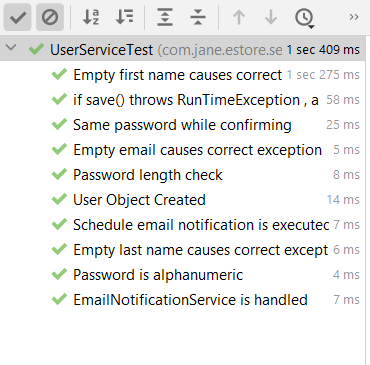 UserServiceTest (com.jane.estore.se 1 sec 409 ms
Empty first name causes correct 1 sec 275 ms
if save() throws RunTimeException , a 58 ms
Same password while confirming 25 ms
Empty email causes correct exception 5 ms
Password length check 8 ms
User Object Created 14 ms
Schedule email notification is executed 7 ms
Empty last name causes correct except 6 ms
Password is alphanumeric 4 ms
EmailNotificationService is handled 7 ms